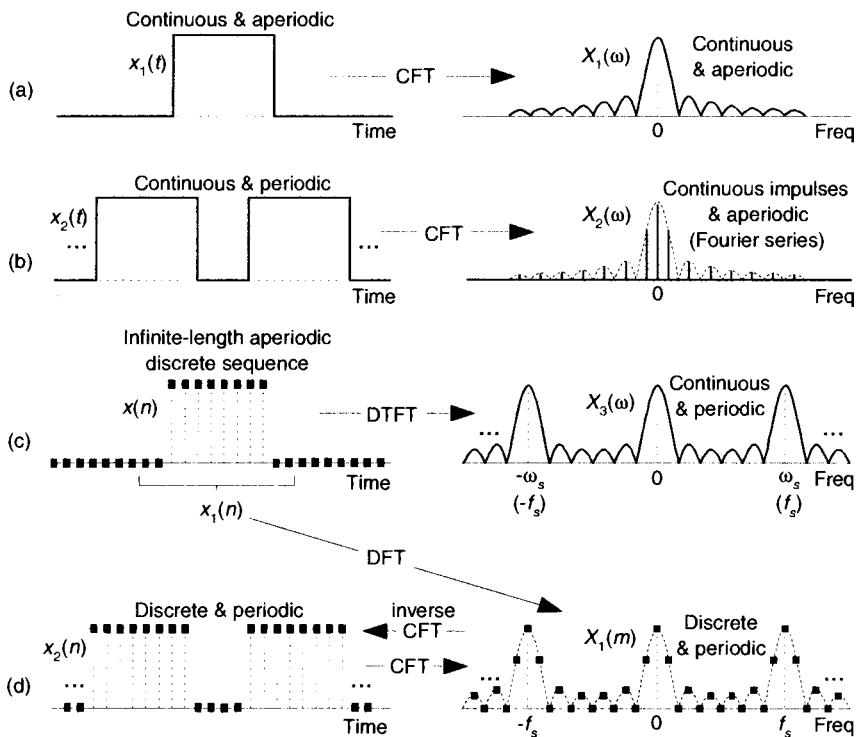 Continuous & aperiodic
x₁(t)
CFT
X₁(ω)
Continuous
& aperiodic
(a)
Time
0
Freq
Continuous & periodic
x₂(t)
...
...
CFT
X₂(ω)
Continuous impulses
& aperiodic
(Fourier series)
(b)
Time
0
Freq
Infinite-length aperiodic
discrete sequence
x(n)
DTFT
X₃(ω)
Continuous
& periodic
...
...
(c)
Time
-ωₛ
0
ωₛ
Freq
(-fₛ)
(fₛ)
x₁(n)
DFT
Discrete & periodic
inverse
CFT
x₂(n)
CFT
X₁(m)
Discrete
& periodic
...
...
...
...
(d)
Time
-fₛ
0
fₛ
Freq